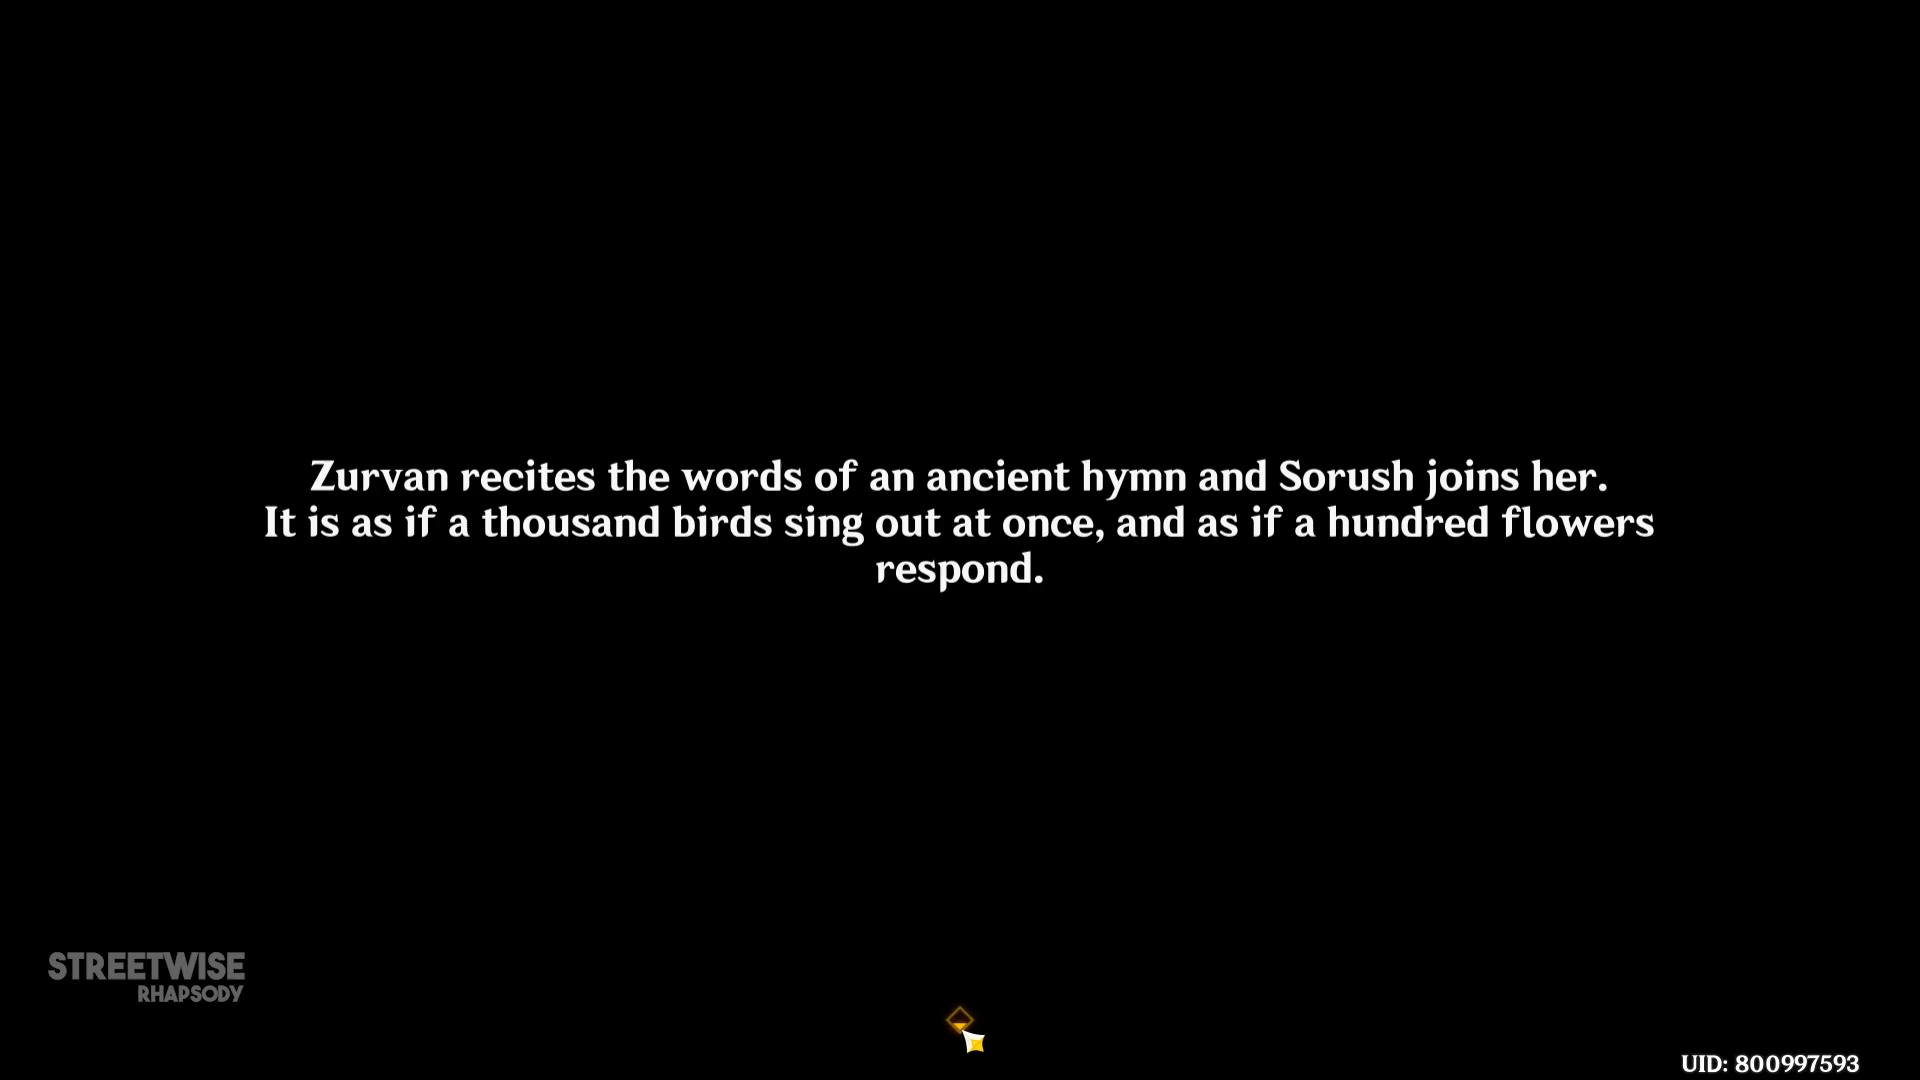 Zurvan recites the words of an ancient hymn and Sorush joins her.
It is as if a thousand birds sing out at once, and as if a hundred flowers
respond.
STREETWISE
RHAPSODY
UID: 800997593